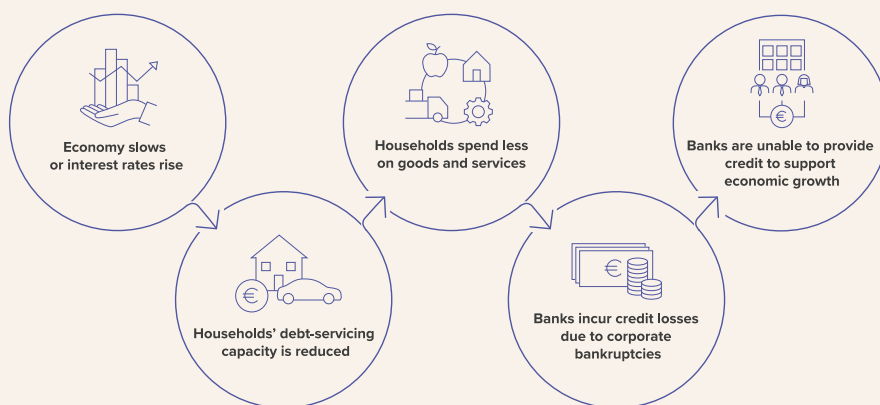 Economy slows
or interest rates rise
Households' debt-servicing
capacity is reduced
Households spend less
on goods and services
Banks incur credit losses
due to corporate
bankruptcies
Banks are unable to provide
credit to support
economic growth
€
€
€